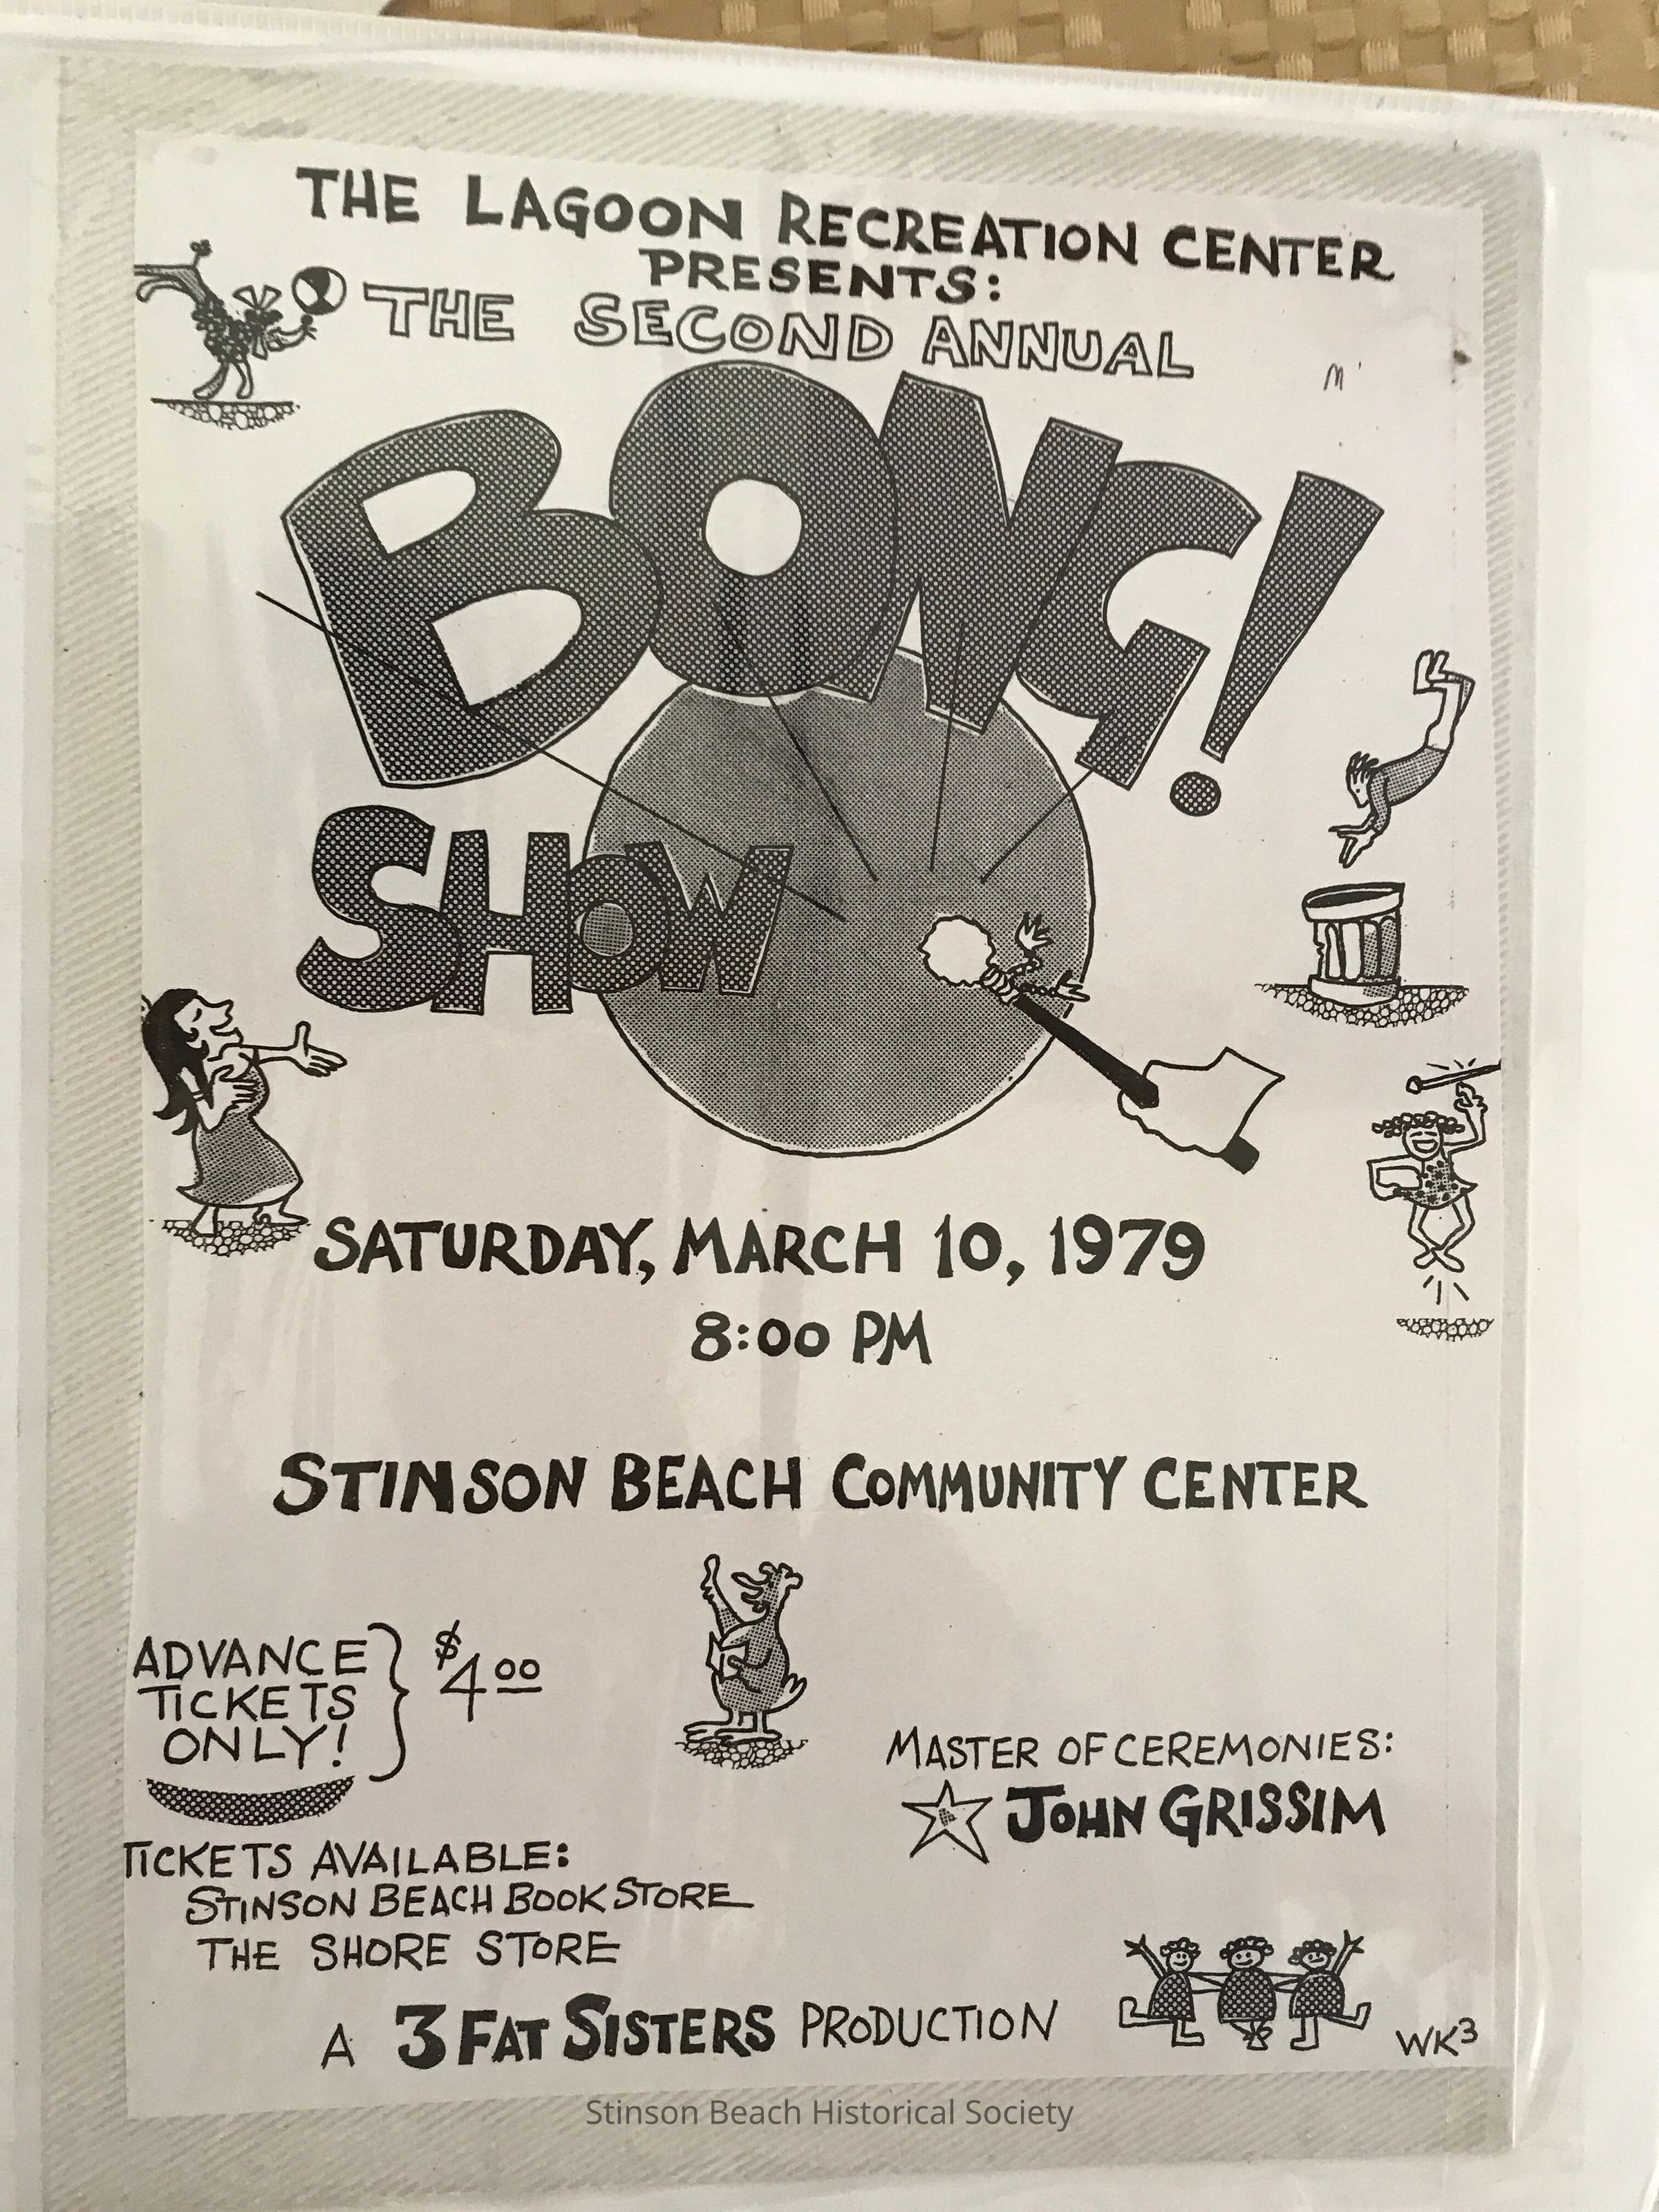 THE LAGOON RECREATION CENTER
PRESENTS:
THE SECOND ANNUAL
BONG!
SHOW
SATURDAY, MARCH 10, 1979
8:00 PM
STINSON BEACH COMMUNITY CENTER
ADVANCE
TICKETS
ONLY!
$4.00
MASTER OF CEREMONIES:
JOHN GRISSIM
TICKETS AVAILABLE:
STINSON BEACH BOOK STORE
THE SHORE STORE
A 3 FAT SISTERS PRODUCTION
WK3
Stinson Beach Historical Society